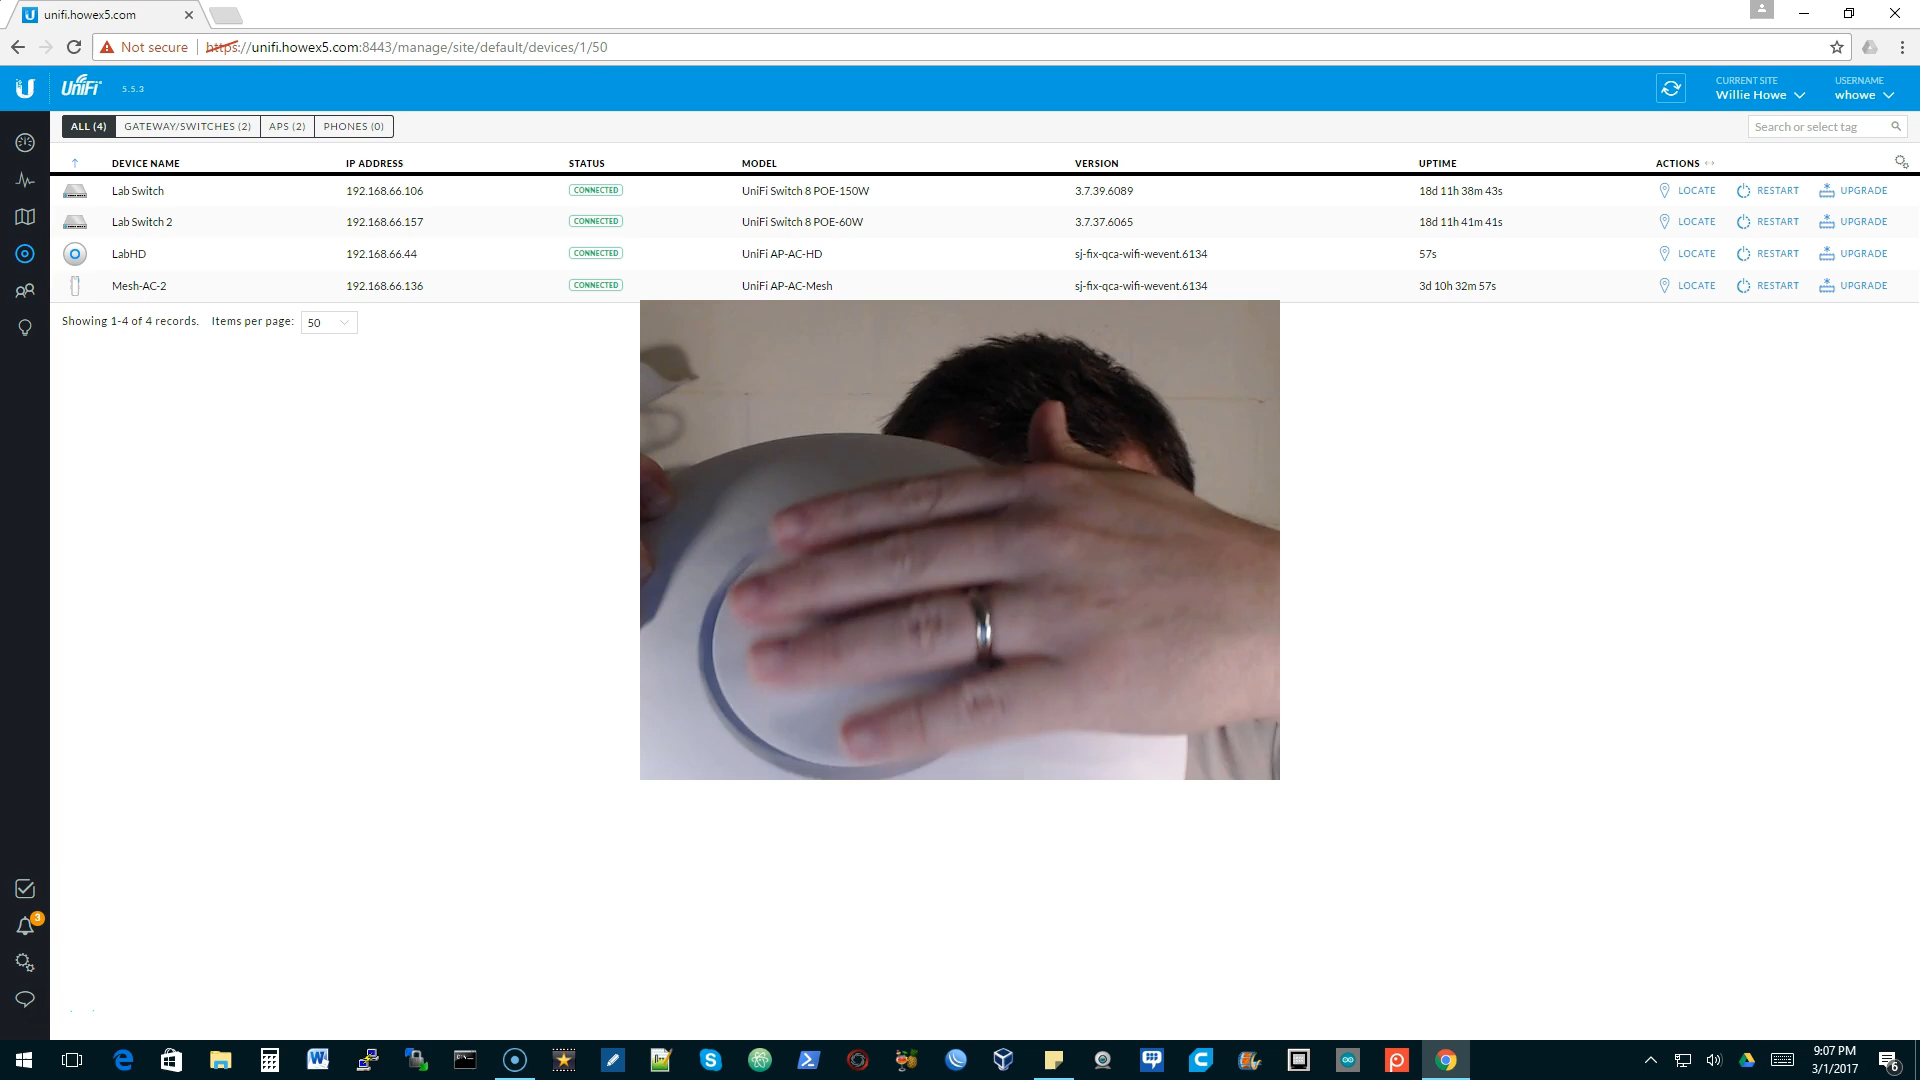 unifi.howex5.com
Not secure https://unifi.howex5.com:8443/manage/site/default/devices/1/50
UniFi 5.5.3 CURRENT SITE USERNAME
Willie Howe whowe
ALL (4) GATEWAY/SWITCHES (2) APS (2) PHONES (0) Search or select tag
DEVICE NAME IP ADDRESS STATUS MODEL VERSION UPTIME ACTIONS
Lab Switch 192.168.66.106 CONNECTED UniFi Switch 8 POE-150W 3.7.39.6089 18d 11h 38m 43s LOCATE RESTART UPGRADE
Lab Switch 2 192.168.66.157 CONNECTED UniFi Switch 8 POE-60W 3.7.37.6065 18d 11h 41m 41s LOCATE RESTART UPGRADE
LabHD 192.168.66.44 CONNECTED UniFi AP-AC-HD sj-fix-qca-wifi-wevent.6134 57s LOCATE RESTART UPGRADE
Mesh-AC-2 192.168.66.136 CONNECTED UniFi AP-AC-Mesh sj-fix-qca-wifi-wevent.6134 3d 10h 32m 57s LOCATE RESTART UPGRADE
Showing 1-4 of 4 records. Items per page: 50
3
9:07 PM
3/1/2017
6